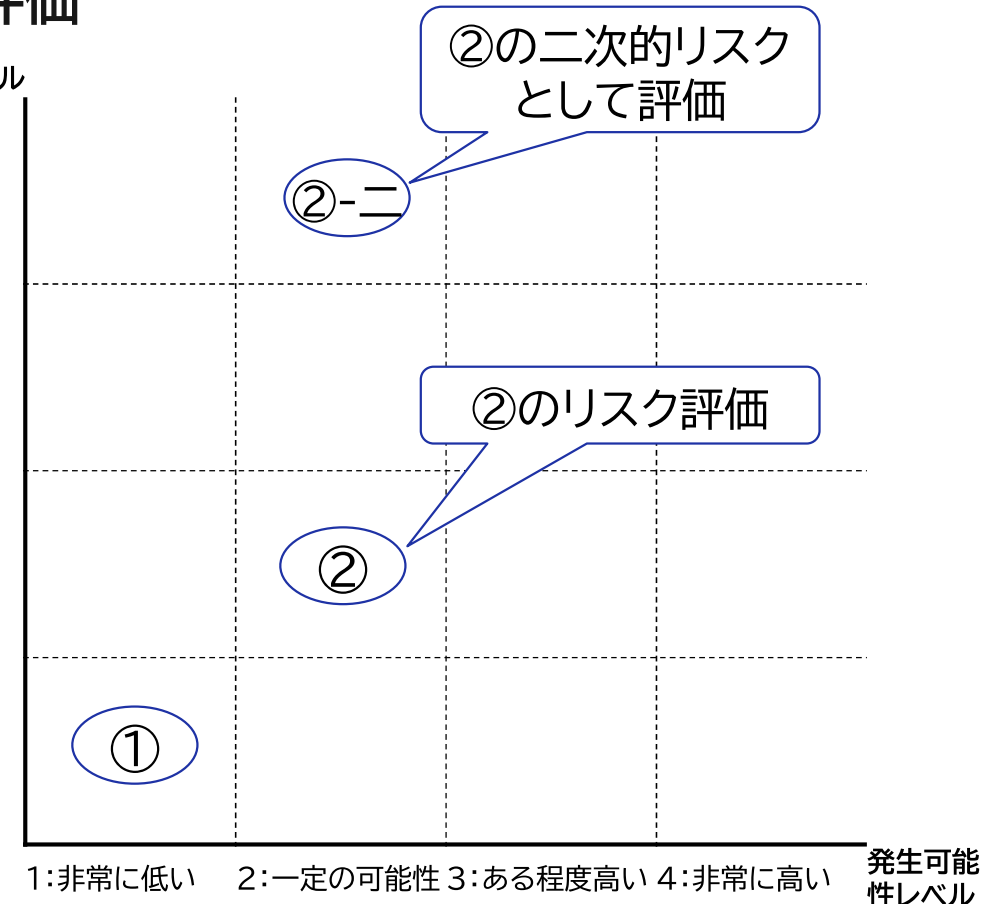 評価
ル
②の二次的リスク
として評価
②-二
②のリスク評価
②
①
1：非常に低い 2：一定の可能性 3：ある程度高い 4：非常に高い
発生可能
性レベル